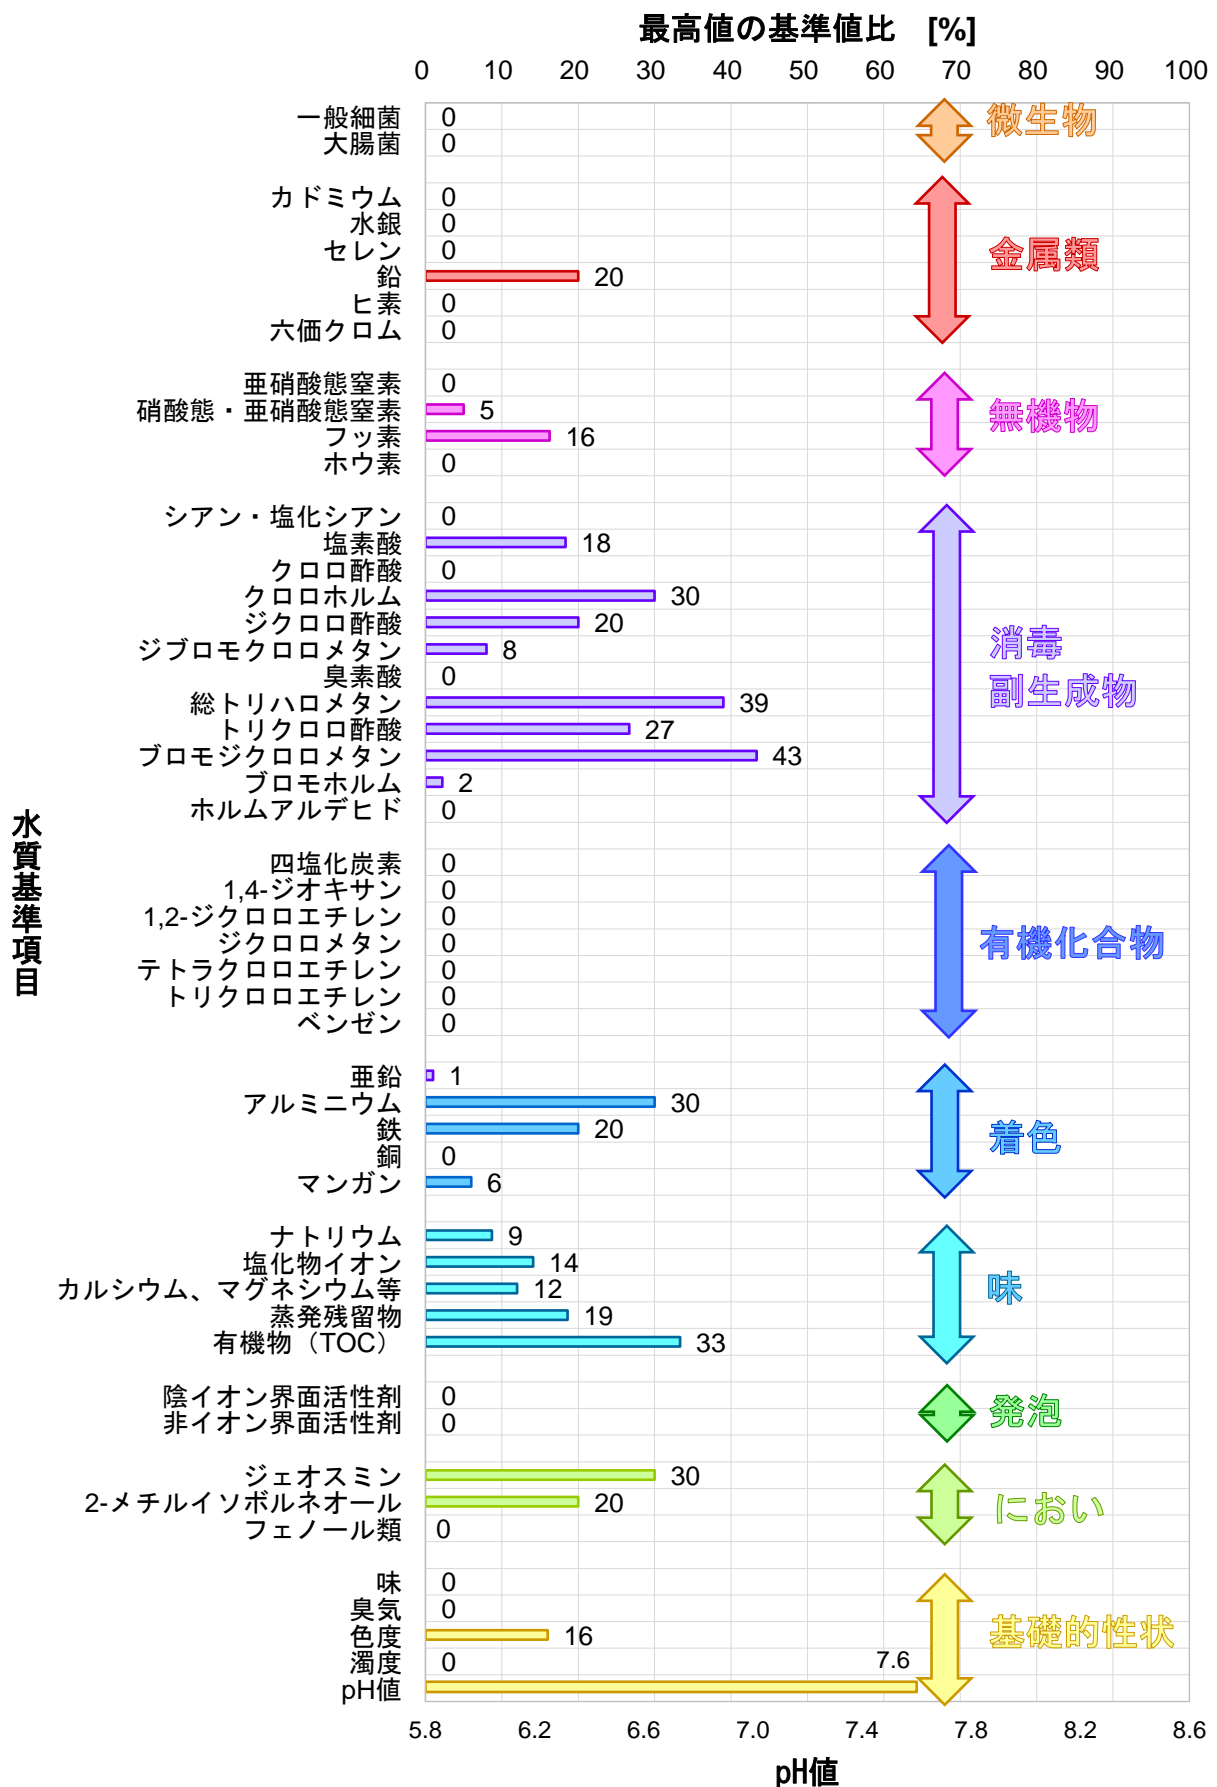 最高値の基準値比　[%]
0 10 20 30 40 50 60 70 80 90 100
一般細菌 0
大腸菌 0
微生物
カドミウム 0
水銀 0
セレン 0
鉛 20
ヒ素 0
六価クロム 0
金属類
亜硝酸態窒素 0
硝酸態・亜硝酸態窒素 5
フッ素 16
ホウ素 0
無機物
シアン・塩化シアン 0
塩素酸 18
クロロ酢酸 0
クロロホルム 30
ジクロロ酢酸 20
ジブロモクロロメタン 8
臭素酸 0
総トリハロメタン 39
トリクロロ酢酸 27
ブロモジクロロメタン 43
ブロモホルム 2
ホルムアルデヒド 0
消毒
副生成物
四塩化炭素 0
1,4-ジオキサン 0
1,2-ジクロロエチレン 0
ジクロロメタン 0
テトラクロロエチレン 0
トリクロロエチレン 0
ベンゼン 0
有機化合物
亜鉛 1
アルミニウム 30
鉄 20
銅 0
マンガン 6
着色
ナトリウム 9
塩化物イオン 14
カルシウム、マグネシウム等 12
蒸発残留物 19
有機物（TOC） 33
味
陰イオン界面活性剤 0
非イオン界面活性剤 0
発泡
ジェオスミン 30
2-メチルイソボルネオール 20
フェノール類 0
におい
味 0
臭気 0
色度 16
濁度 0
pH値 7.6
基礎的性状
水質基準項目
5.8 6.2 6.6 7.0 7.4 7.8 8.2 8.6
pH値